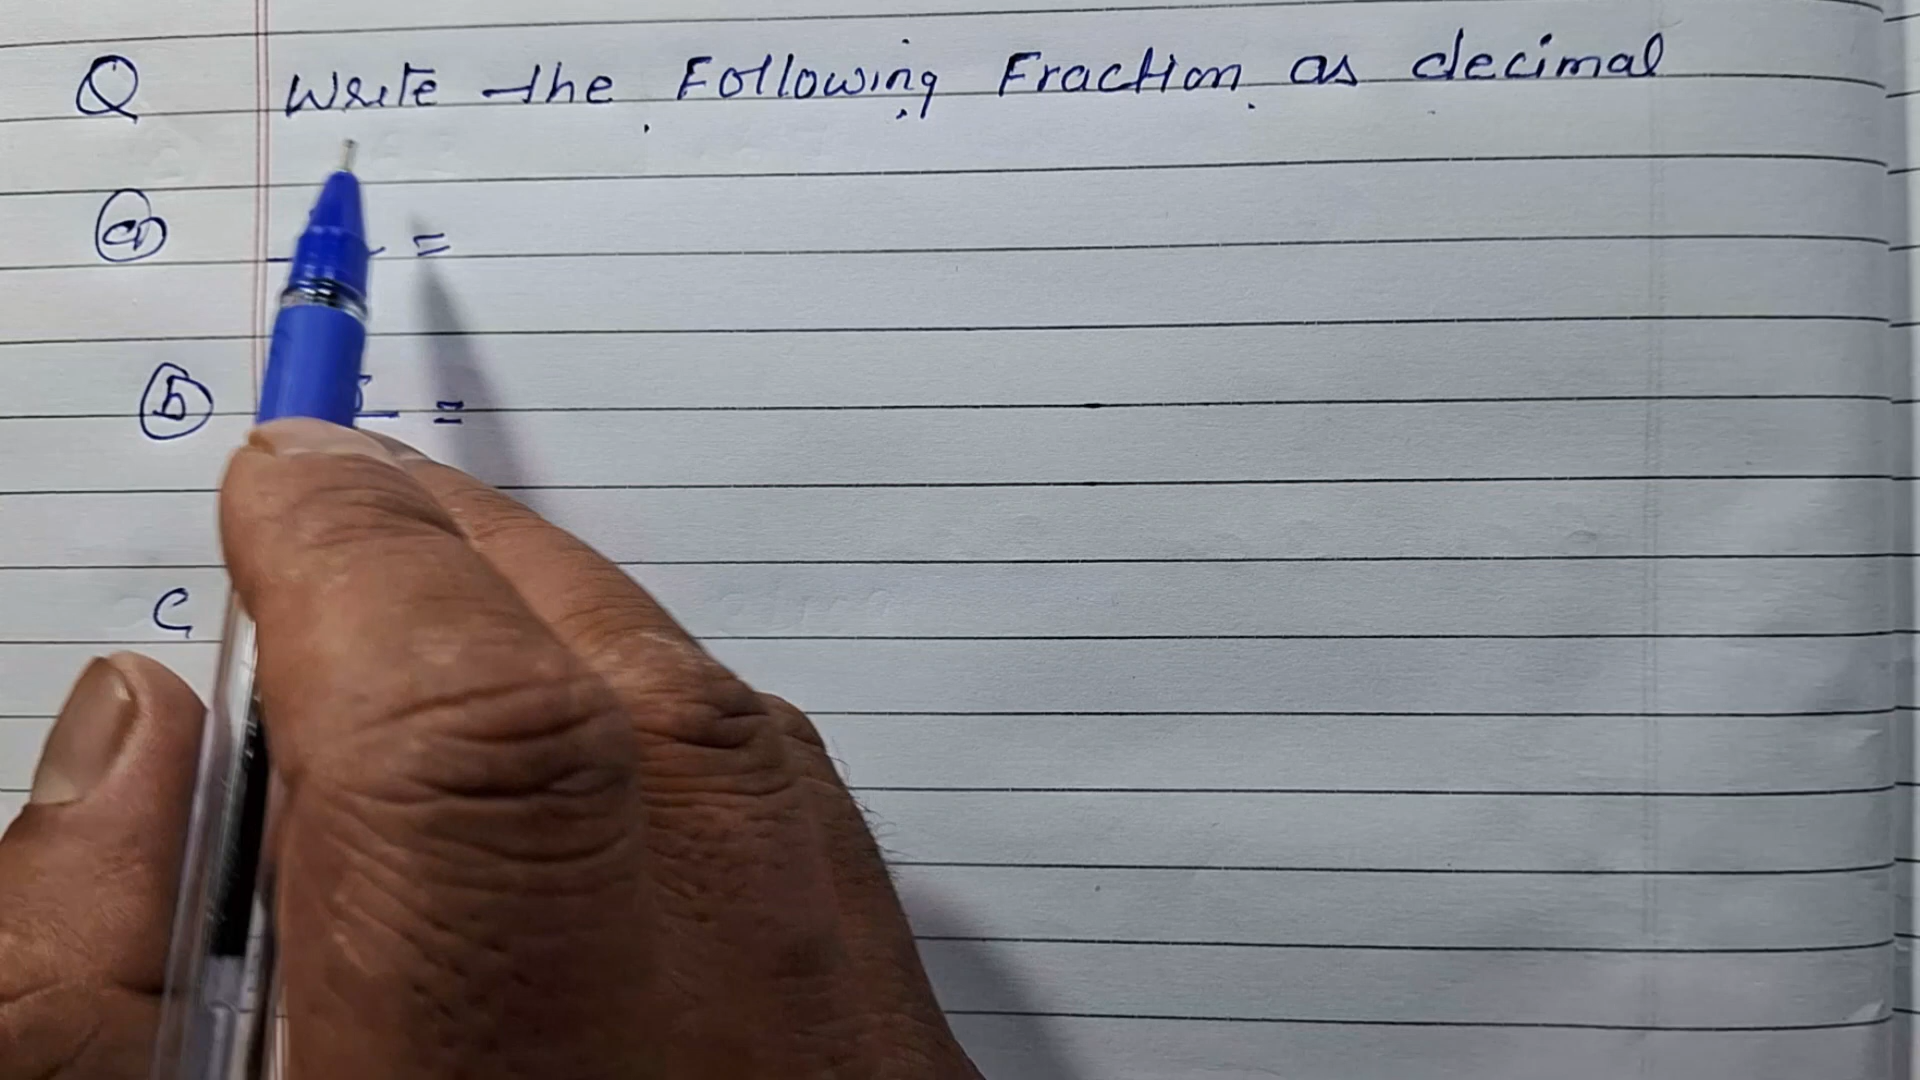 Q Write the Following Fraction as decimal
(a) =
(b) =
C